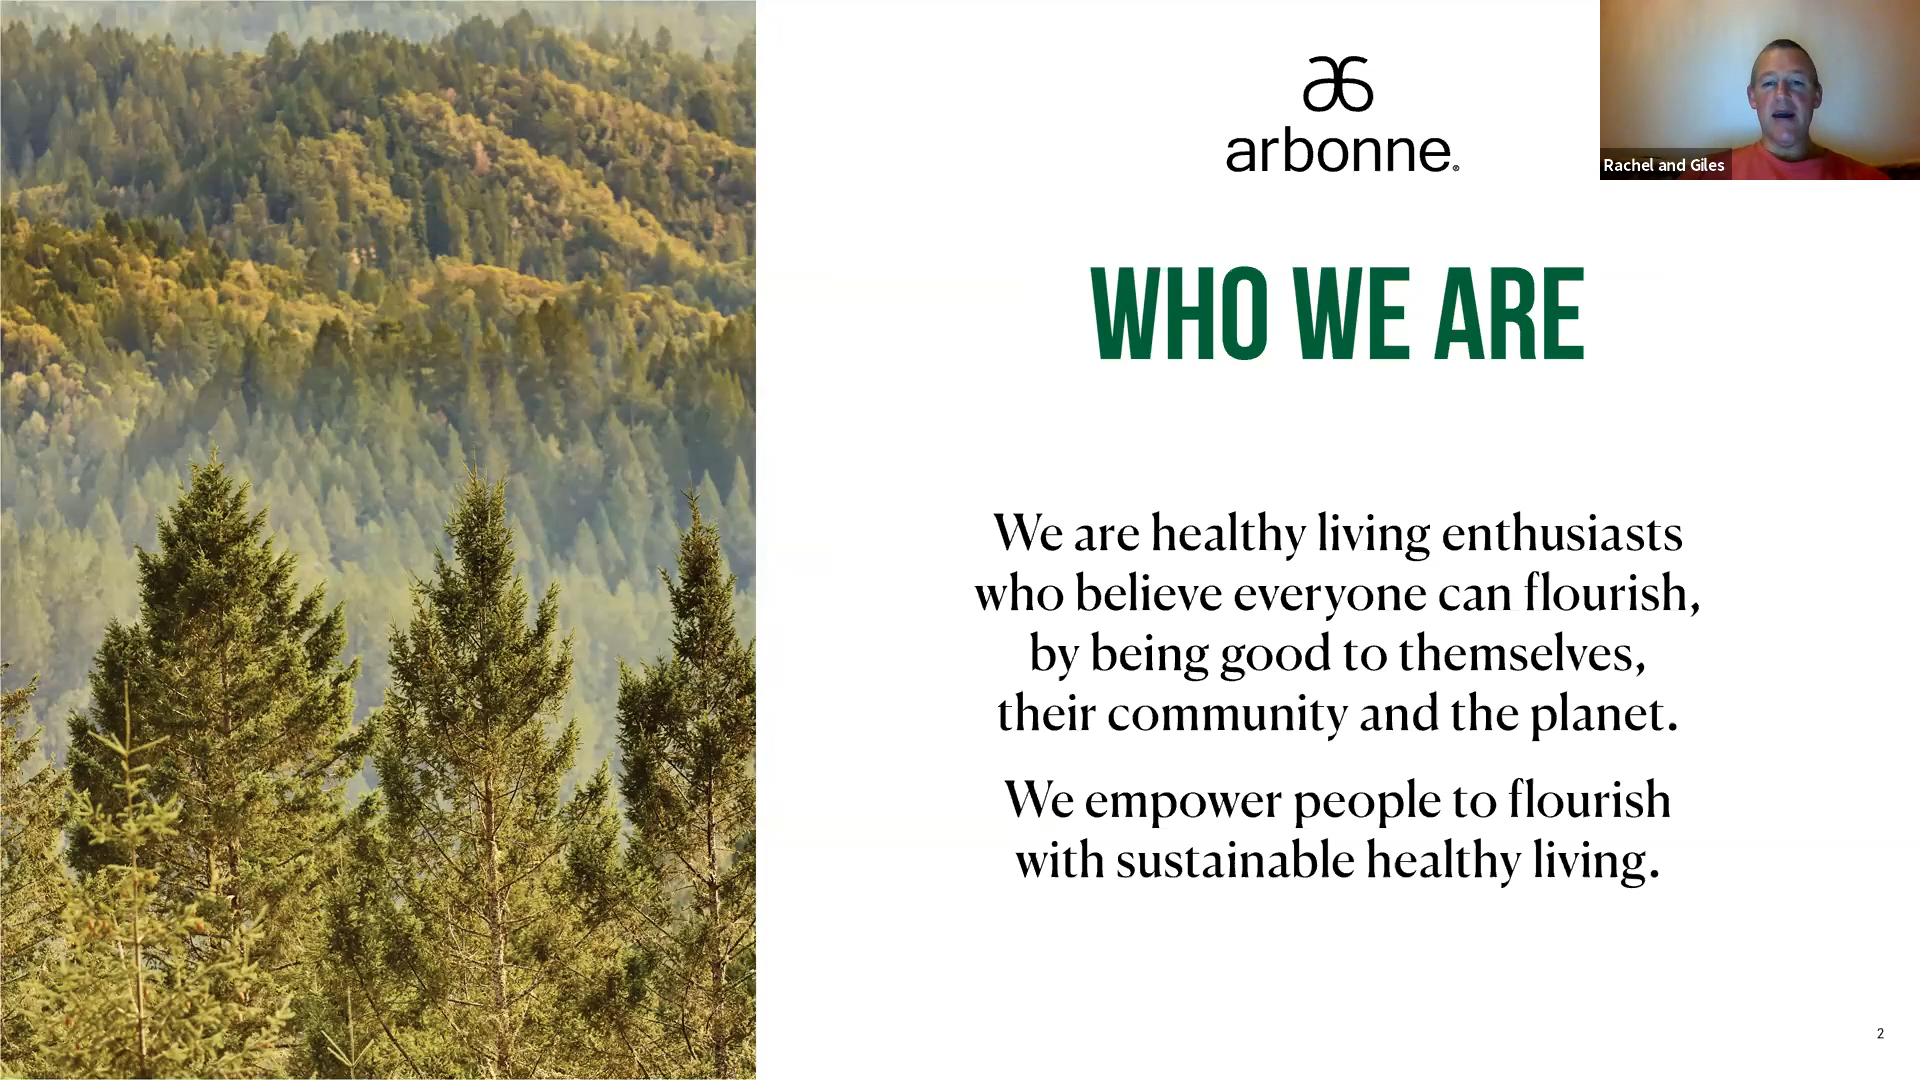 arbonne®
Rachel and Giles
WHO WE ARE
We are healthy living enthusiasts
who believe everyone can flourish,
by being good to themselves,
their community and the planet.
We empower people to flourish
with sustainable healthy living.
2